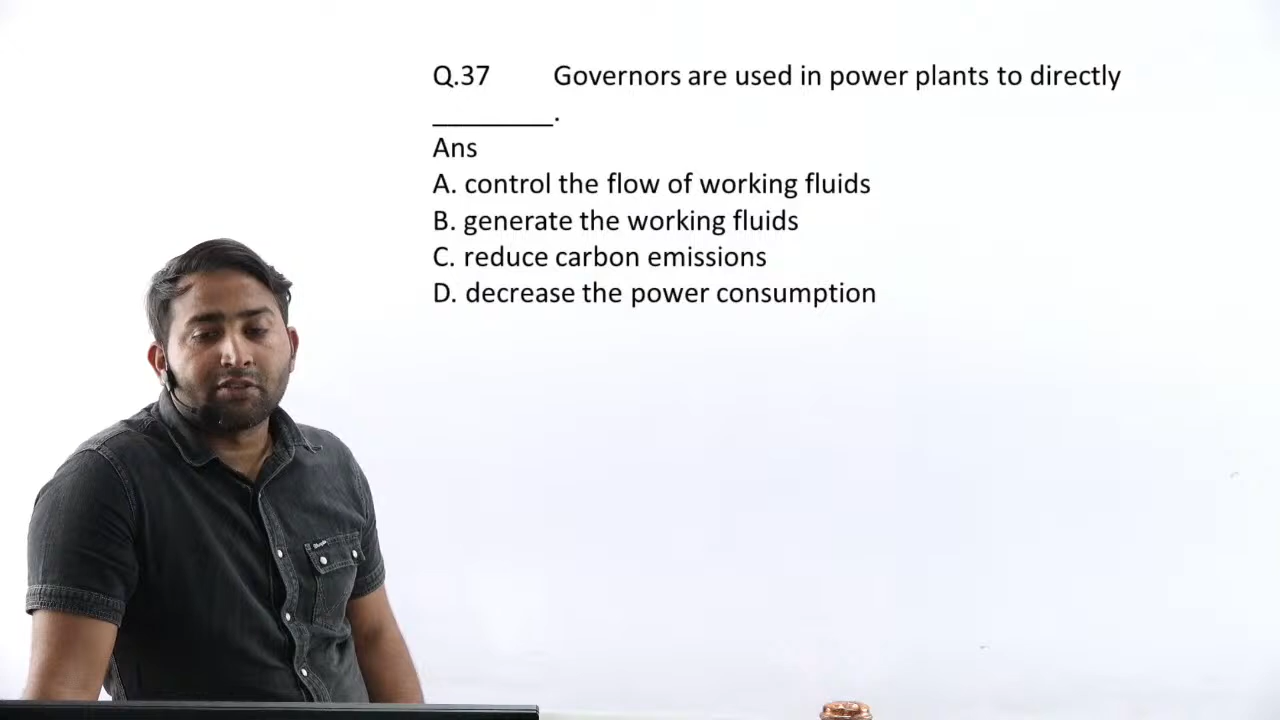 Q.37 Governors are used in power plants to directly
________.
Ans
A. control the flow of working fluids
B. generate the working fluids
C. reduce carbon emissions
D. decrease the power consumption